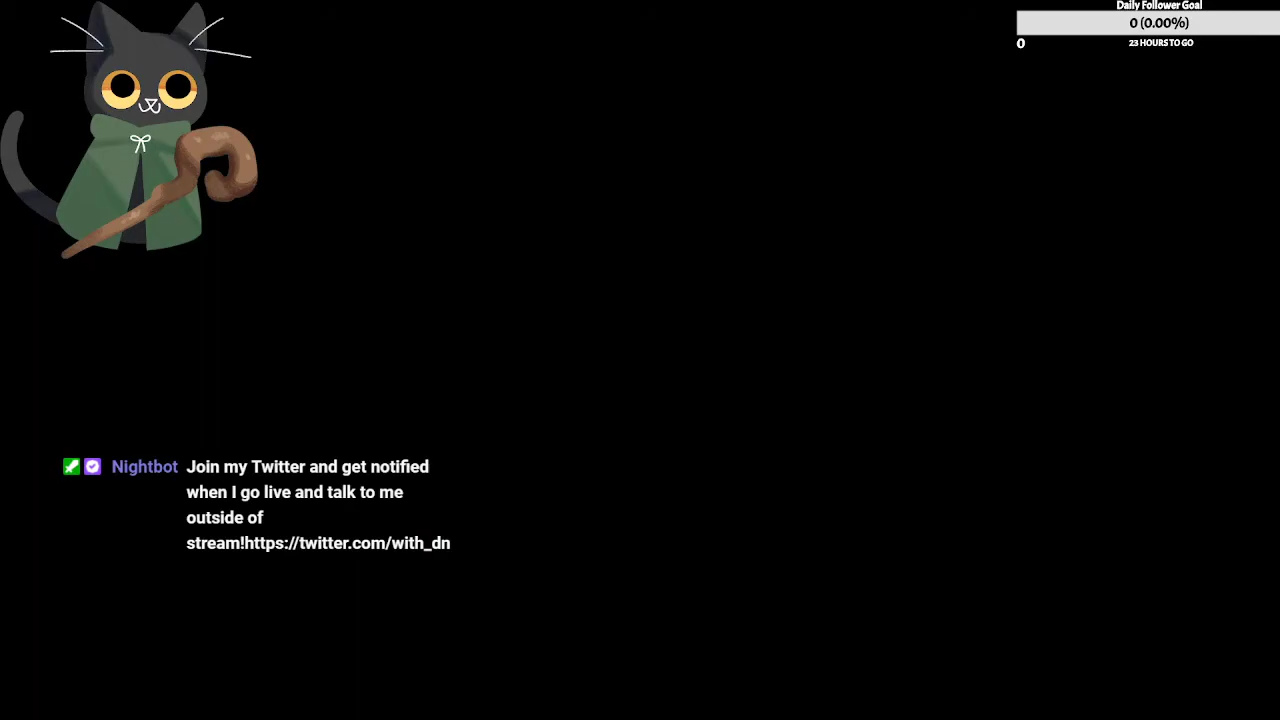 Daily Follower Goal
0 (0.00%)
0
23 HOURS TO GO
Nightbot Join my Twitter and get notified
when I go live and talk to me
outside of
stream!https://twitter.com/with_dn